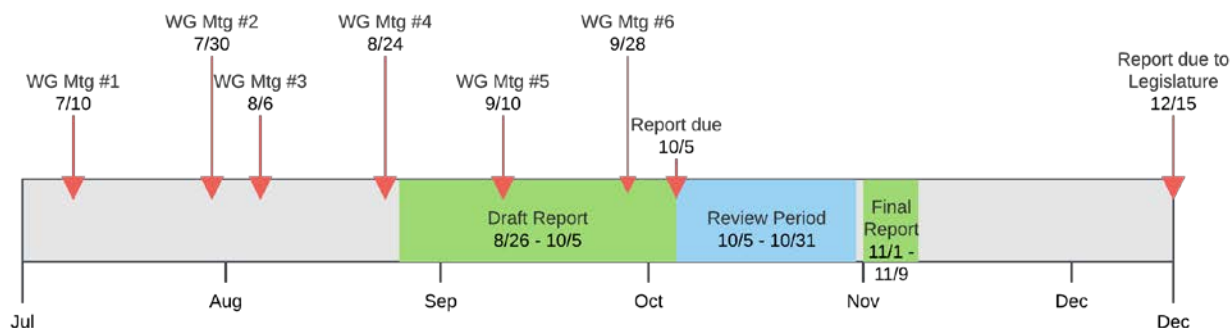 WG Mtg #2
7/30
WG Mtg #4
8/24
WG Mtg #6
9/28
WG Mtg #1
7/10
WG Mtg #3
8/6
WG Mtg #5
9/10
Report due
10/5
Report due to
Legislature
12/15
Draft Report
8/26 - 10/5
Review Period
10/5 - 10/31
Final
Report
11/1 -
11/9
Jul
Aug
Sep
Oct
Nov
Dec
Dec